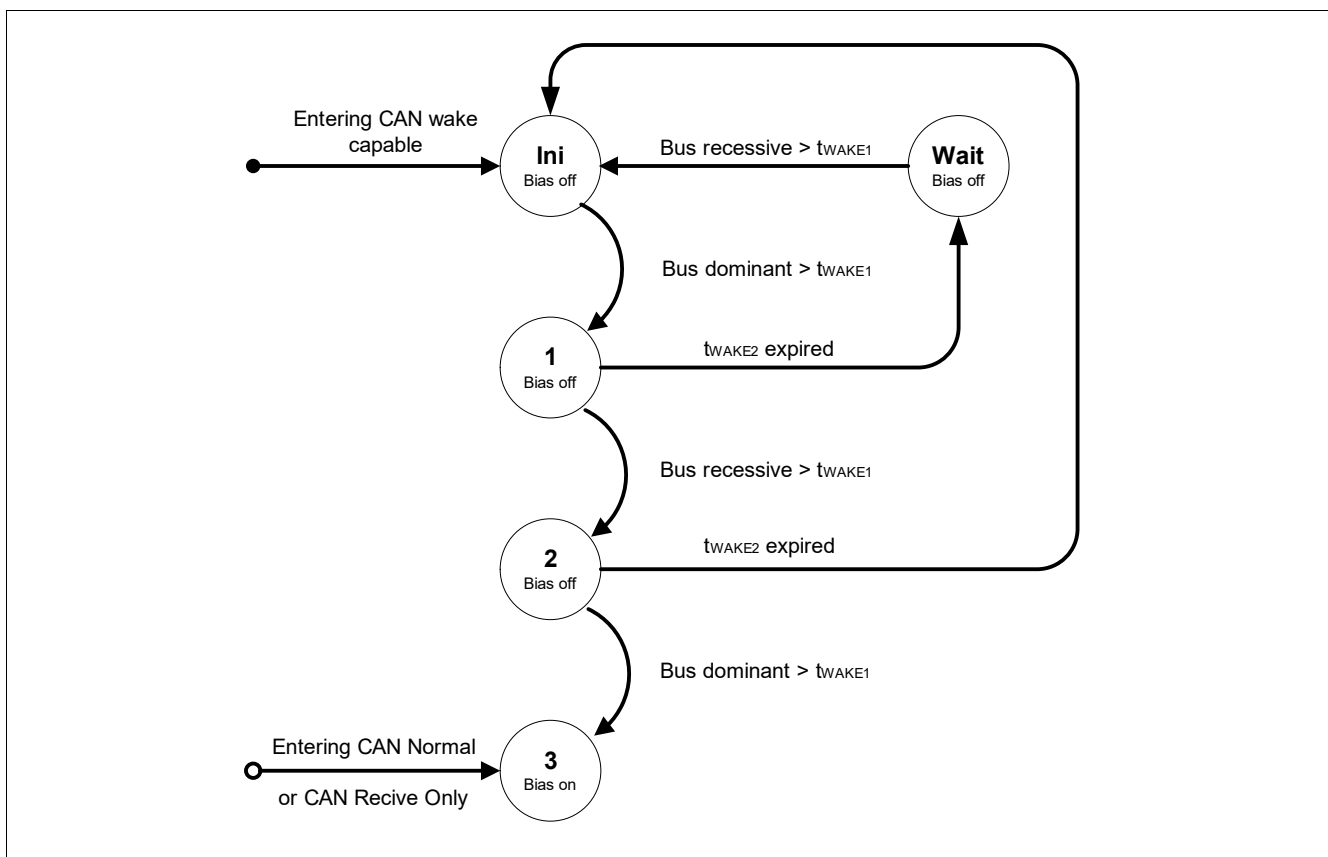 Entering CAN wake
capable
Ini
Bias off
Bus recessive > tWAKE1
Wait
Bias off
Bus dominant > tWAKE1
1
Bias off
tWAKE2 expired
Bus recessive > tWAKE1
2
Bias off
tWAKE2 expired
Bus dominant > tWAKE1
Entering CAN Normal
or CAN Recive Only
3
Bias on